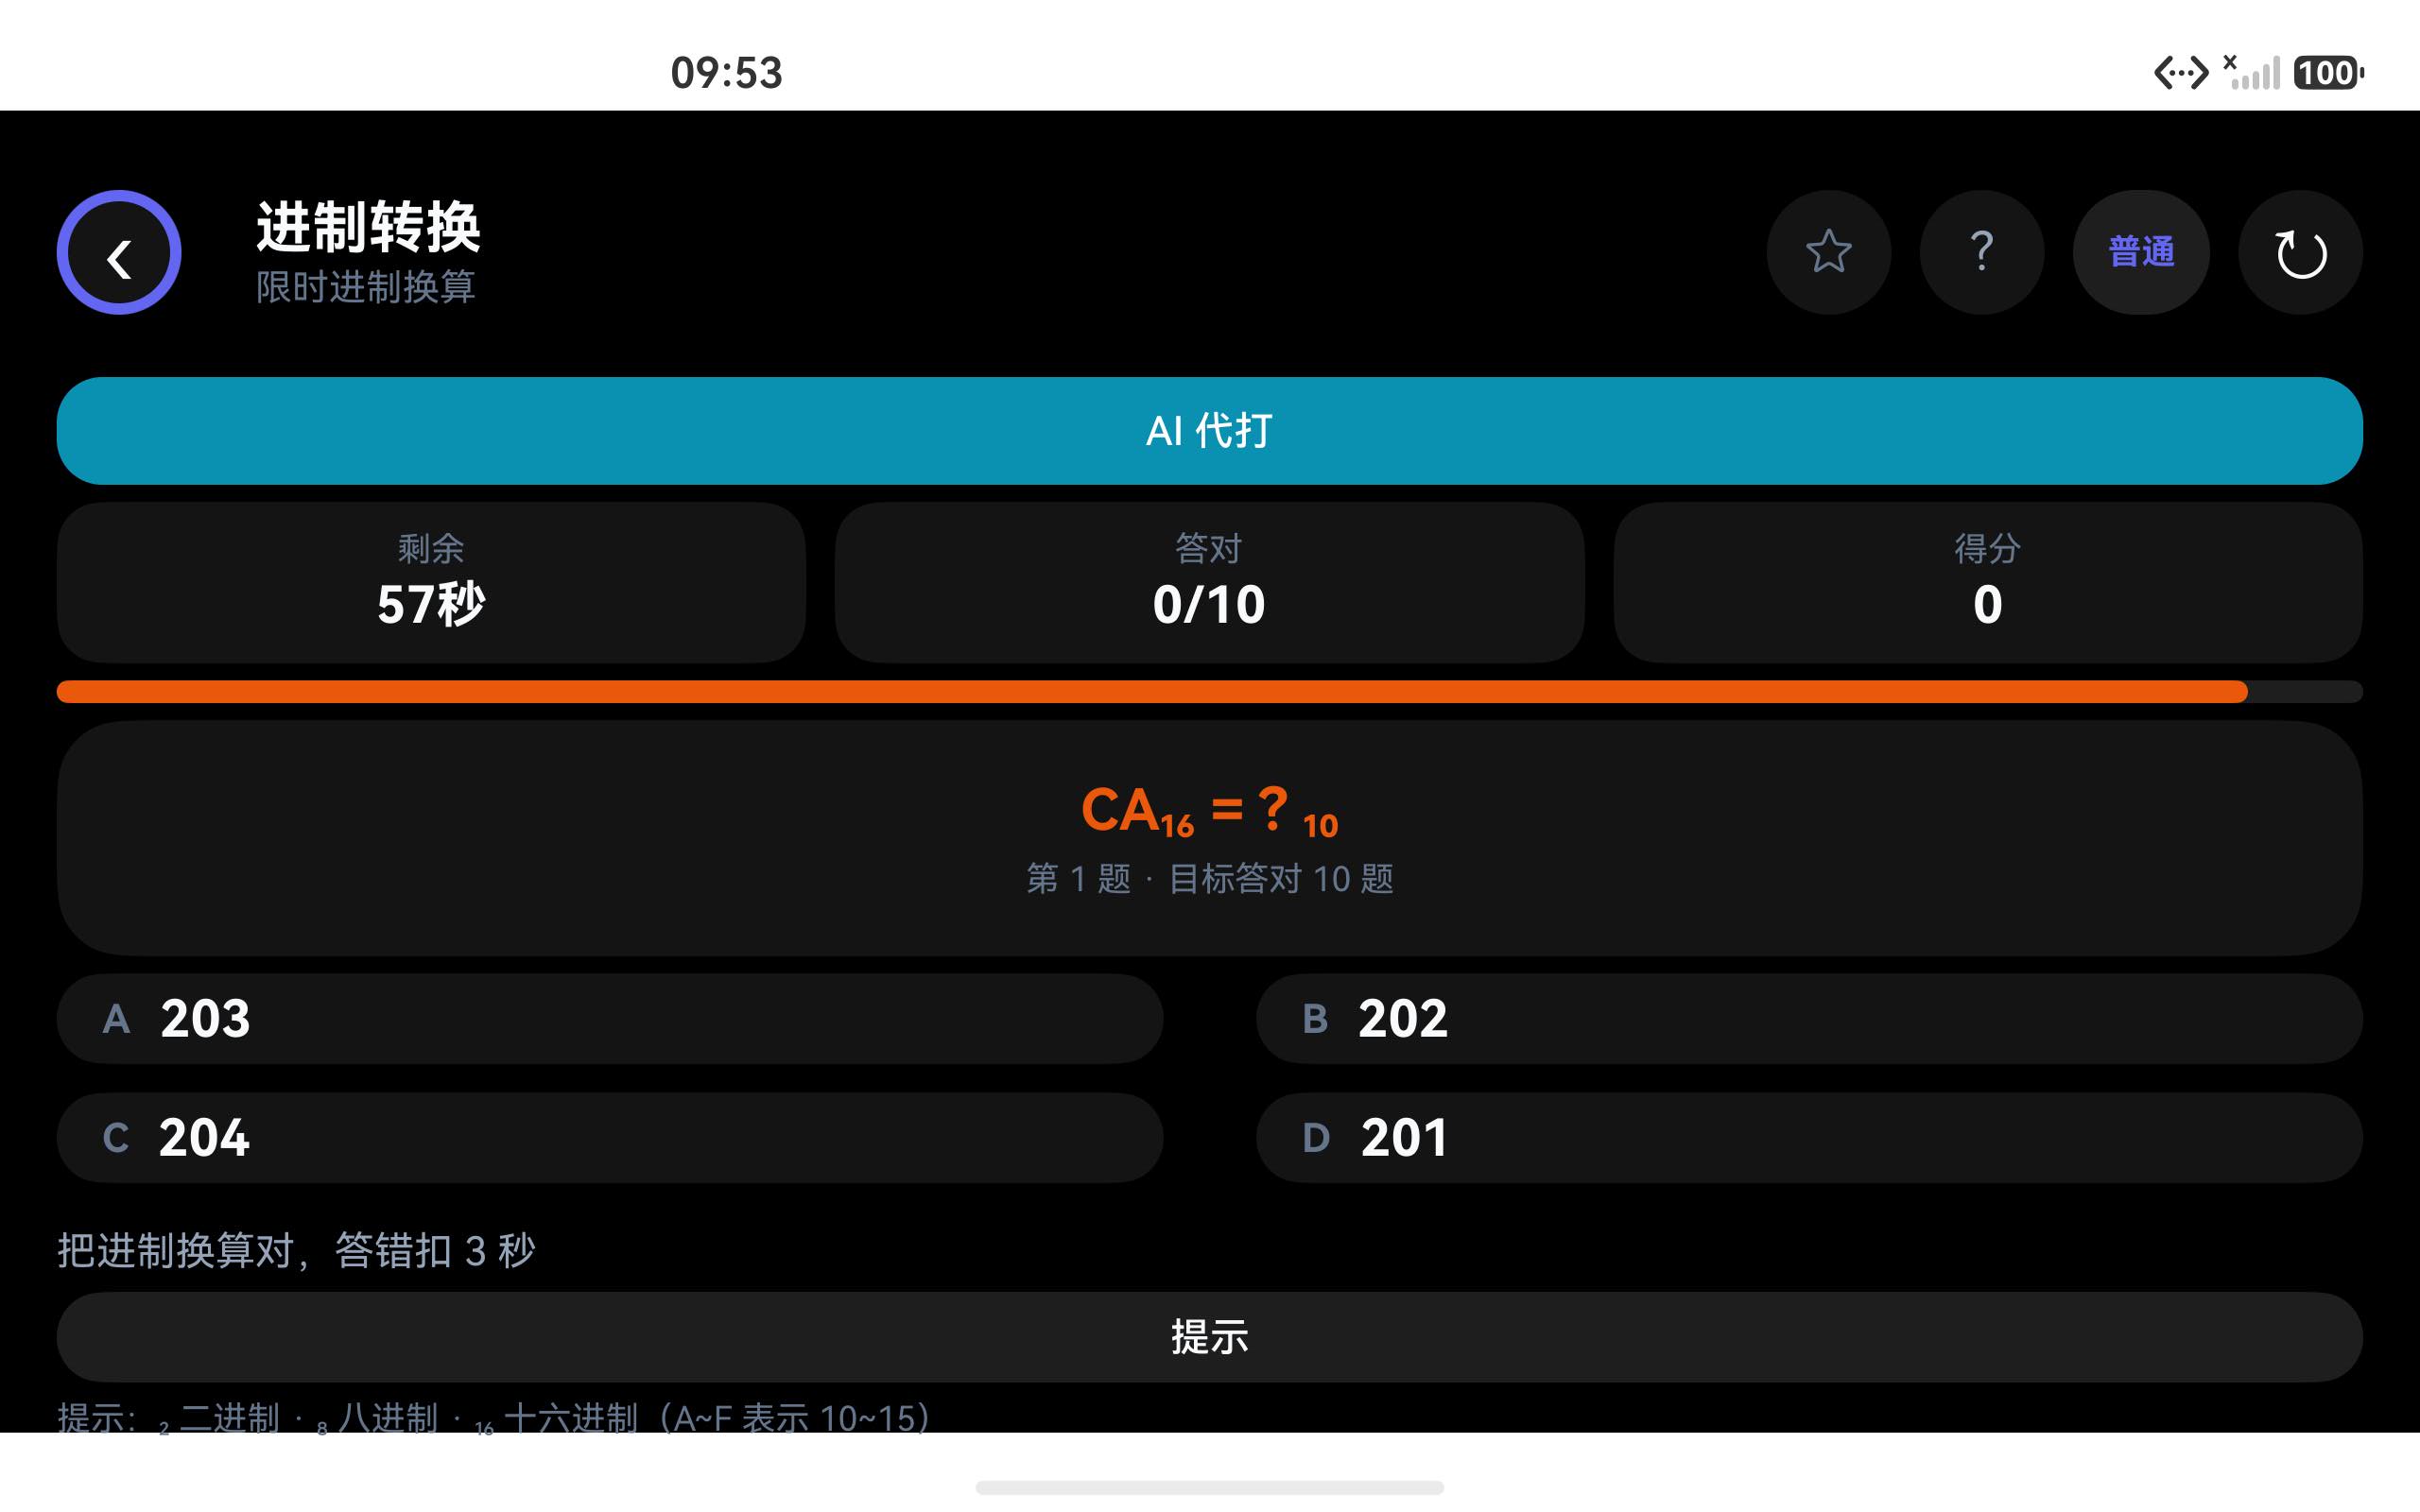 09:53
100
进制转换
限时进制换算
?
普通
AI 代打
剩余
57秒
答对
0/10
得分
0
CA₁₆ = ? ₁₀
第 1 题 · 目标答对 10 题
A 203
B 202
C 204
D 201
把进制换算对，答错扣 3 秒
提示
提示：₂ 二进制 · ₈ 八进制 · ₁₆ 十六进制（A~F 表示 10~15）